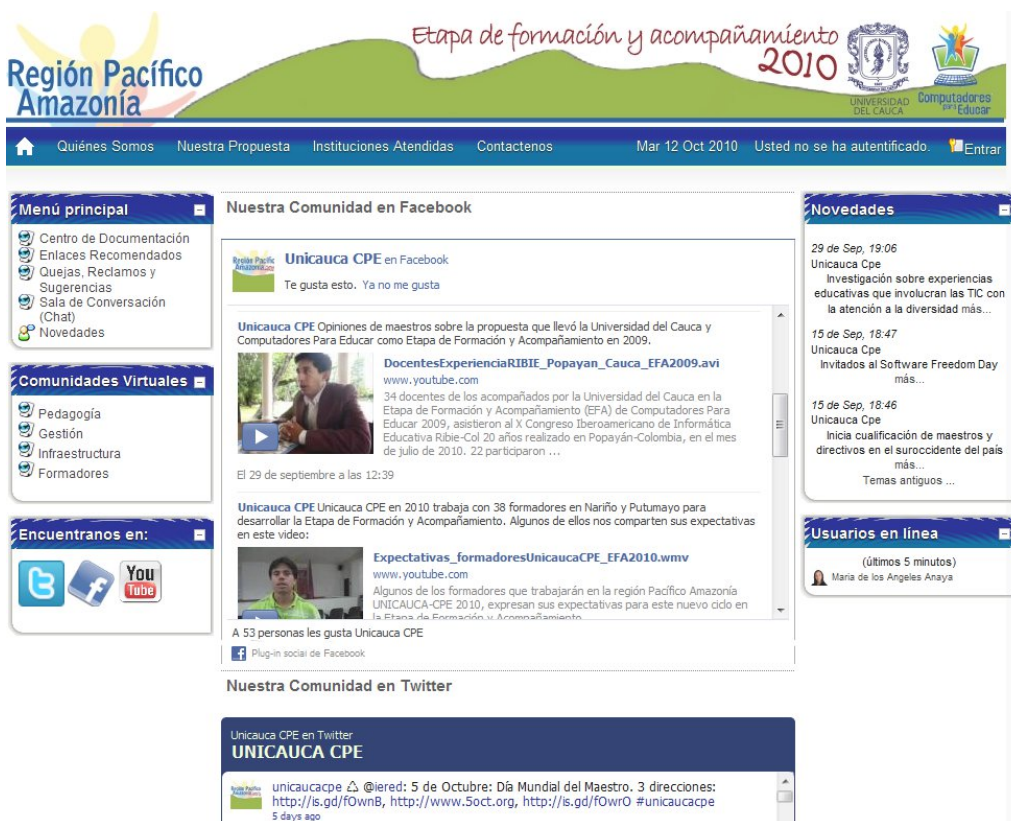 Etapa de formación y acompañamiento
2010
Región Pacífico
Amazonía
UNIVERSIDAD
DEL CAUCA
Computadores
para Educar
Quiénes Somos
Nuestra Propuesta
Instituciones Atendidas
Contactenos
Mar 12 Oct 2010
Usted no se ha autentificado.
Entrar
Menú principal
Centro de Documentación
Enlaces Recomendados
Quejas, Reclamos y
Sugerencias
Sala de Conversación
(Chat)
Novedades
Comunidades Virtuales
Pedagogía
Gestión
Infraestructura
Formadores
Encuentranos en:
You
Tube
Nuestra Comunidad en Facebook
Unicauca CPE en Facebook
Te gusta esto. Ya no me gusta
Unicauca CPE Opiniones de maestros sobre la propuesta que llevó la Universidad del Cauca y
Computadores Para Educar como Etapa de Formación y Acompañamiento en 2009.
DocentesExperienciaRIBIE_Popayan_Cauca_EFA2009.avi
www.youtube.com
34 docentes de los acompañados por la Universidad del Cauca en la
Etapa de Formación y Acompañamiento (EFA) de Computadores Para
Educar 2009, asistieron al X Congreso Iberoamericano de Informática
Educativa Ribie-Col 20 años realizado en Popayán-Colombia, en el mes
de julio de 2010. 22 participaron ...
El 29 de septiembre a las 12:39
Unicauca CPE Unicauca CPE en 2010 trabaja con 38 formadores en Nariño y Putumayo para
desarrollar la Etapa de Formación y Acompañamiento. Algunos de ellos nos comparten sus expectativas
en este video:
Expectativas_formadoresUnicaucaCPE_EFA2010.wmv
www.youtube.com
Algunos de los formadores que trabajarán en la región Pacífico Amazonía
UNICAUCA-CPE 2010, expresan sus expectativas para este nuevo ciclo en
la Etapa de Formación y Acompañamiento
A 53 personas les gusta Unicauca CPE
Plug-in social de Facebook
Nuestra Comunidad en Twitter
Unicauca CPE en Twitter
UNICAUCA CPE
unicaucacpe @iered: 5 de Octubre: Día Mundial del Maestro. 3 direcciones:
http://is.gd/fOwnB, http://www.5oct.org, http://is.gd/fOwrO #unicaucacpe
5 days ago
Novedades
29 de Sep, 19:06
Unicauca Cpe
Investigación sobre experiencias
educativas que involucran las TIC con
la atención a la diversidad más...
15 de Sep, 18:47
Unicauca Cpe
Invitados al Software Freedom Day
más...
15 de Sep, 18:46
Unicauca Cpe
Inicia cualificación de maestros y
directivos en el suroccidente del país
más...
Temas antiguos ...
Usuarios en línea
(últimos 5 minutos)
Maria de los Angeles Anaya